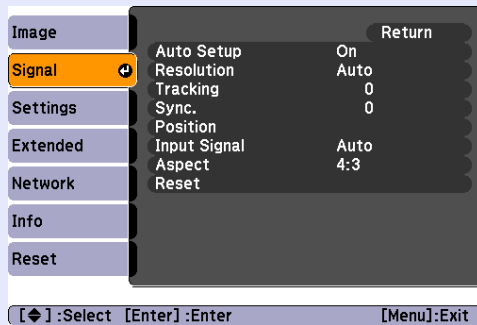 Image
Signal
Settings
Extended
Network
Info
Reset
Return
Auto Setup On
Resolution Auto
Tracking 0
Sync. 0
Position
Input Signal Auto
Aspect 4:3
Reset
[◆] :Select [Enter] :Enter [Menu]:Exit